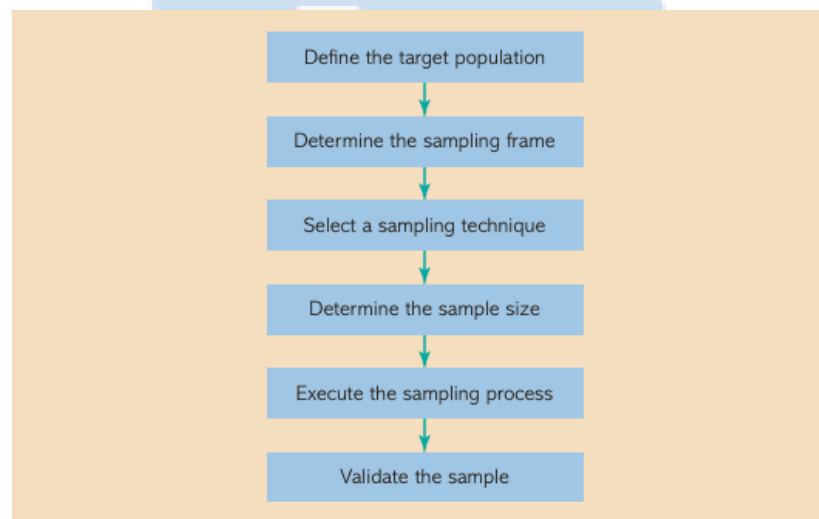 Define the target population
Determine the sampling frame
Select a sampling technique
Determine the sample size
Execute the sampling process
Validate the sample